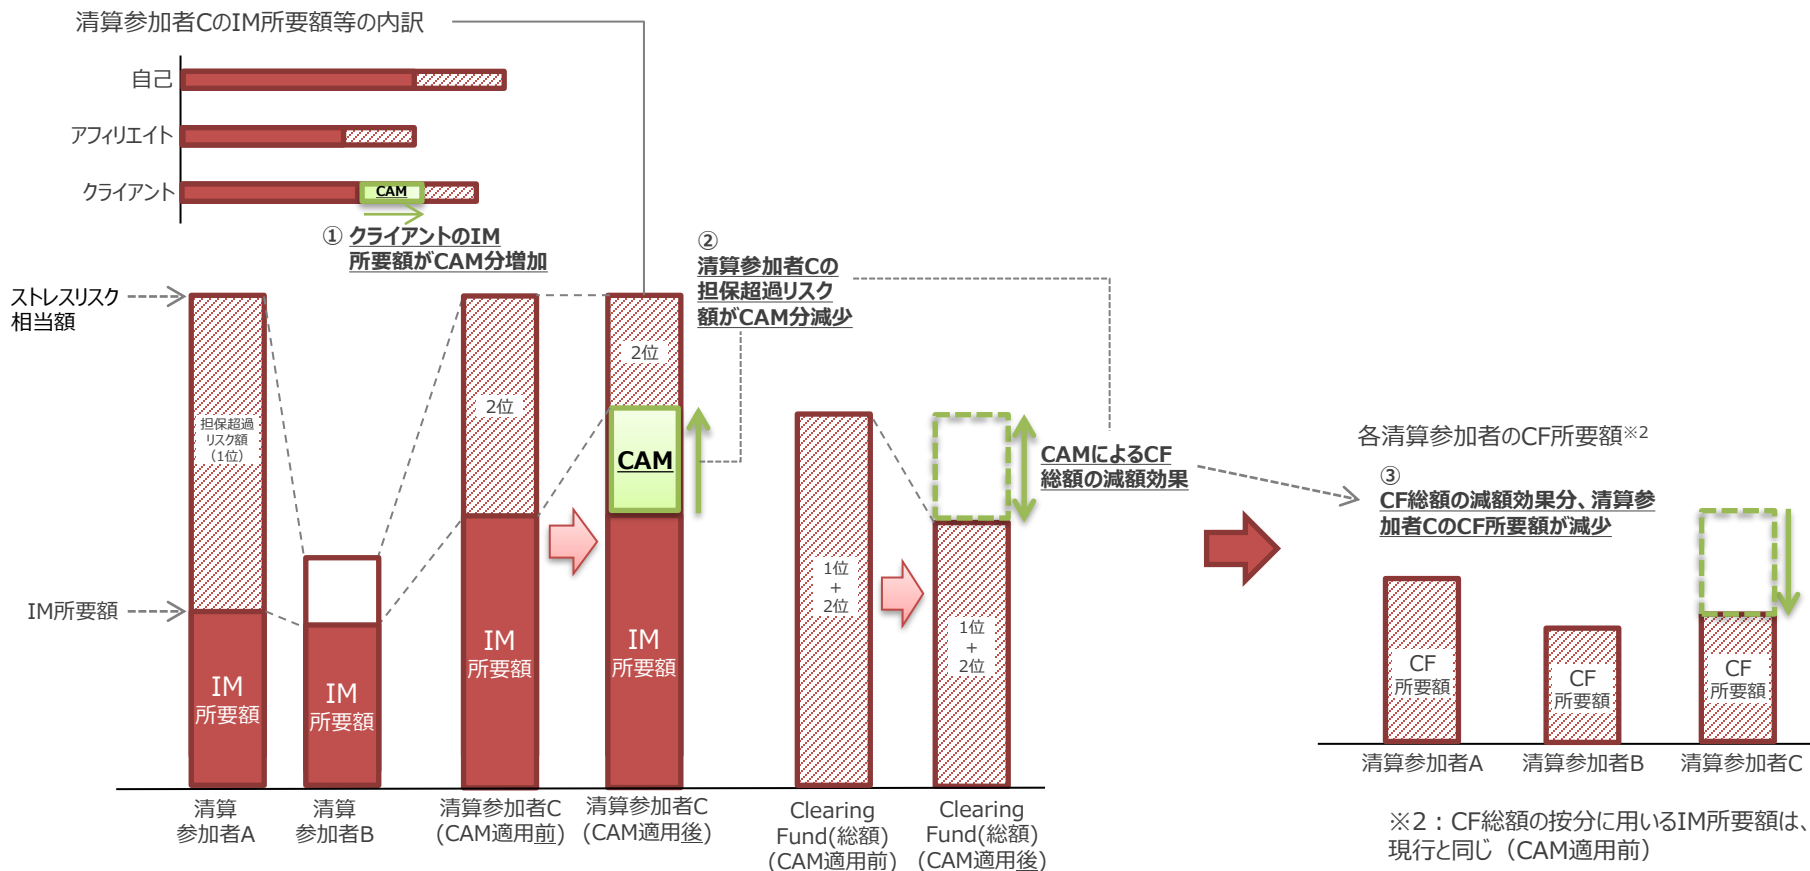 清算参加者CのIM所要額等の内訳
自己
アフィリエイト
クライアント
CAM
① クライアントのIM
所要額がCAM分増加
②
清算参加者Cの
担保超過リスク
額がCAM分減少
ストレスリスク
相当額
IM所要額
担保超過
リスク額
（1位）
IM
所要額
IM
所要額
2位
IM
所要額
2位
CAM
IM
所要額
1位
+
2位
1位
+
2位
CAMによるCF
総額の減額効果
清算
参加者A
清算
参加者B
清算参加者C
(CAM適用前)
清算参加者C
(CAM適用後)
Clearing
Fund(総額)
(CAM適用前)
Clearing
Fund(総額)
(CAM適用後)
各清算参加者のCF所要額※2
③
CF総額の減額効果分、清算参
加者CのCF所要額が減少
CF
所要額
CF
所要額
CF
所要額
清算参加者A
清算参加者B
清算参加者C
※2：CF総額の按分に用いるIM所要額は、
現行と同じ（CAM適用前）